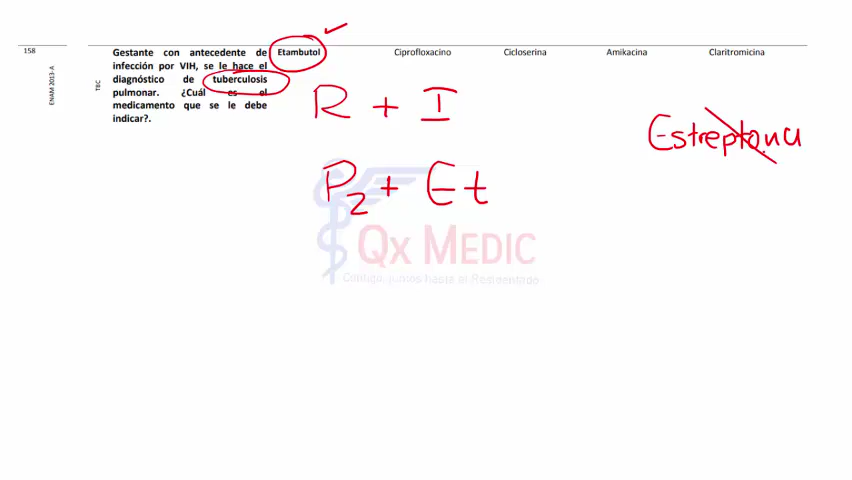 158
ENAM 2013-A
TBC
Gestante con antecedente de
infección por VIH, se le hace el
diagnóstico de tuberculosis
pulmonar. ¿Cuál es el
medicamento que se le debe
indicar?.
Etambutol
Ciprofloxacino
Cicloserina
Amikacina
Claritromicina
R + I
P2 + Et
QX MEDIC
Contigo, juntos hasta el Residentado